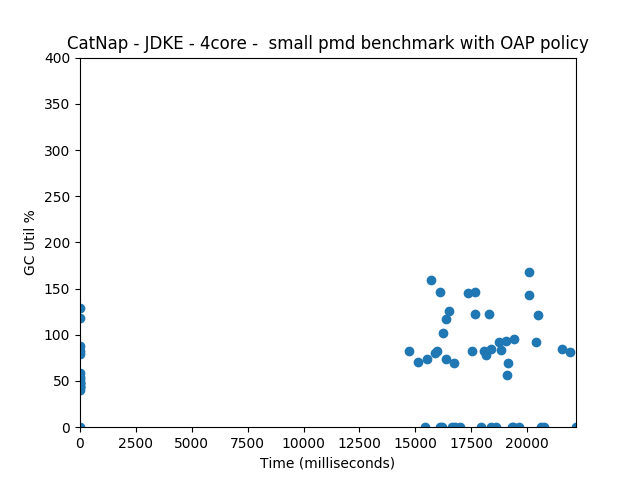 CatNap - JDKE - 4core -  small pmd benchmark with OAP policy
400
350
300
250
200
150
100
50
0
GC Util %
0 2500 5000 7500 10000 12500 15000 17500 20000
Time (milliseconds)